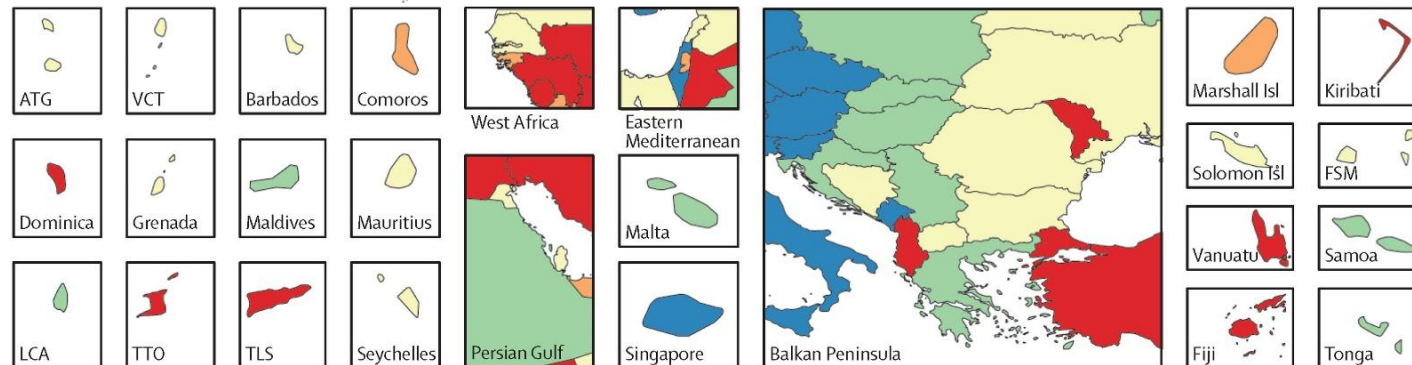 ATG
VCT
Barbados
Comoros
West Africa
Eastern
Mediterranean
Marshall Isl
Kiribati
Dominica
Grenada
Maldives
Mauritius
Malta
Solomon Isl
FSM
Vanuatu
Samoa
LCA
TTO
TLS
Seychelles
Persian Gulf
Singapore
Balkan Peninsula
Fiji
Tonga